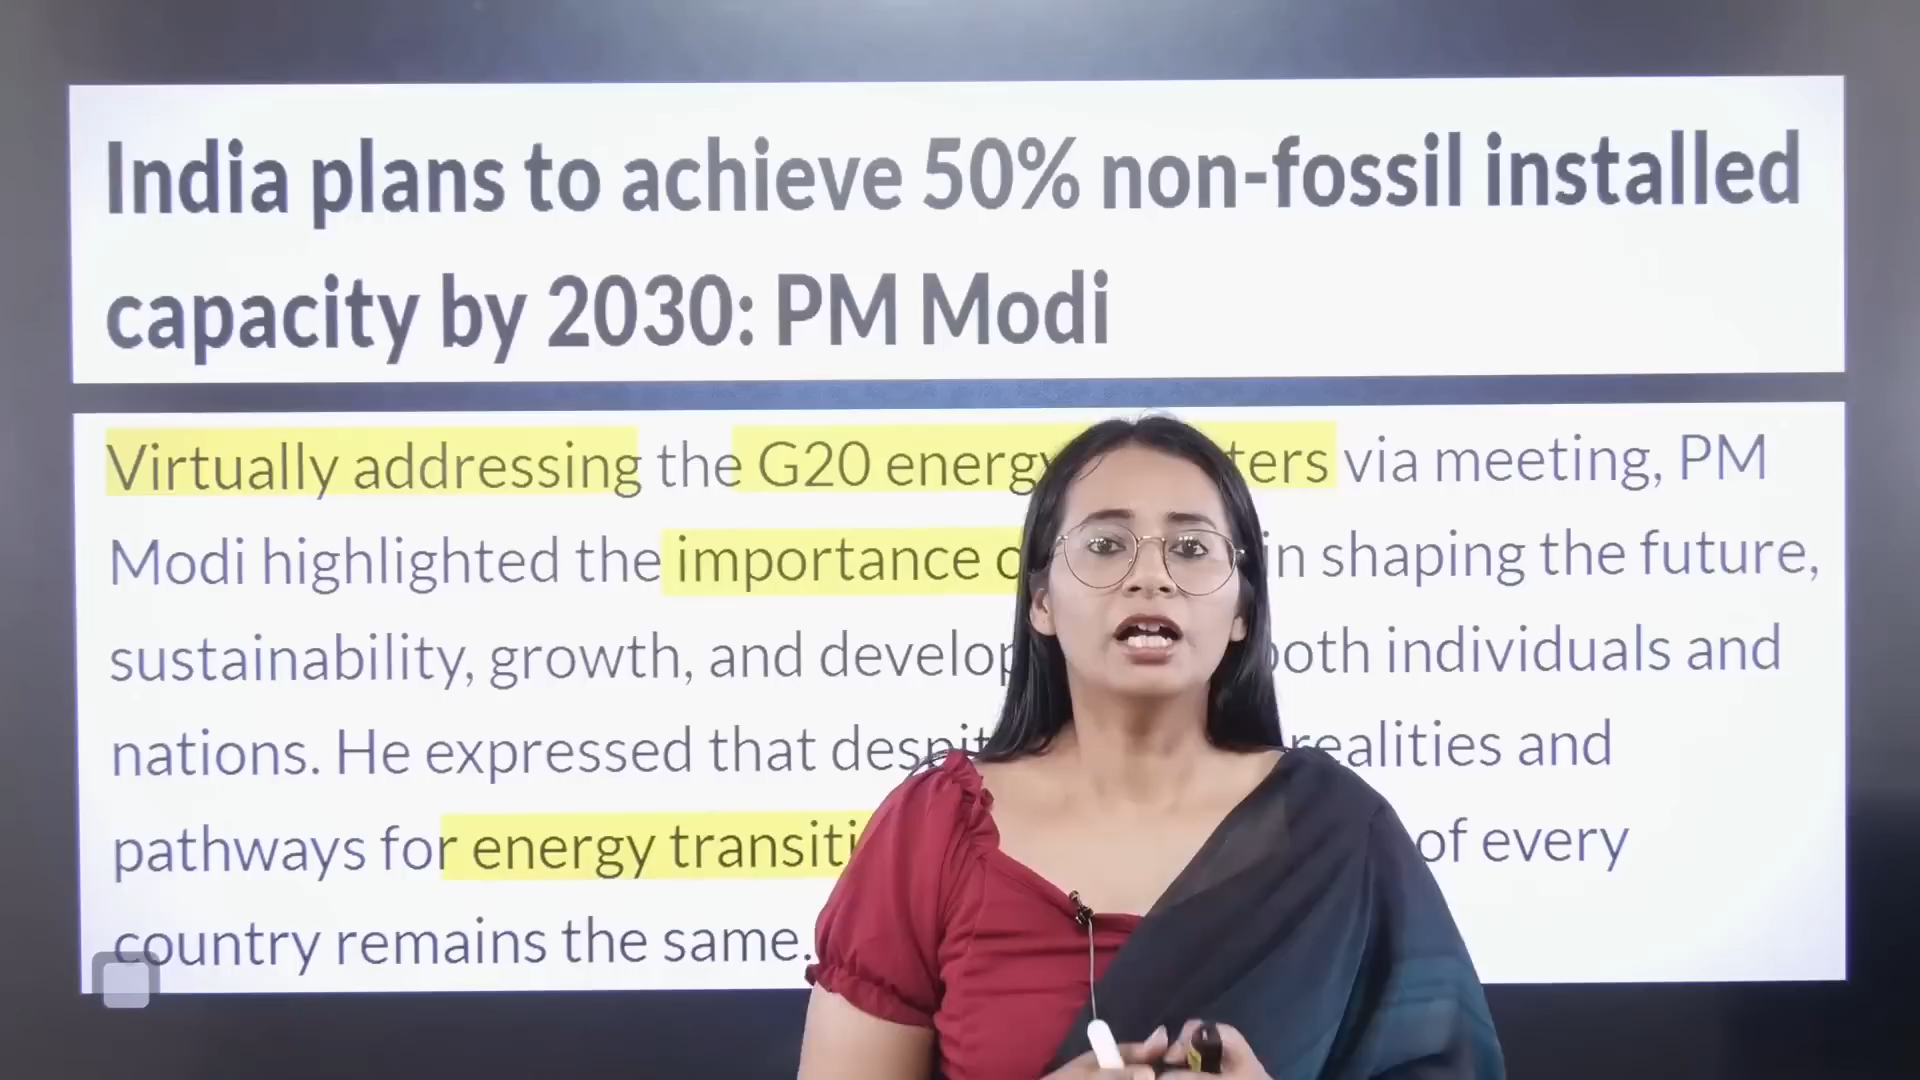 India plans to achieve 50% non-fossil installed
capacity by 2030: PM Modi
Virtually addressing the G20 energy ters via meeting, PM
Modi highlighted the importance in shaping the future,
sustainability, growth, and develop both individuals and
nations. He expressed that despit realities and
pathways for energy transiti of every
country remains the same.